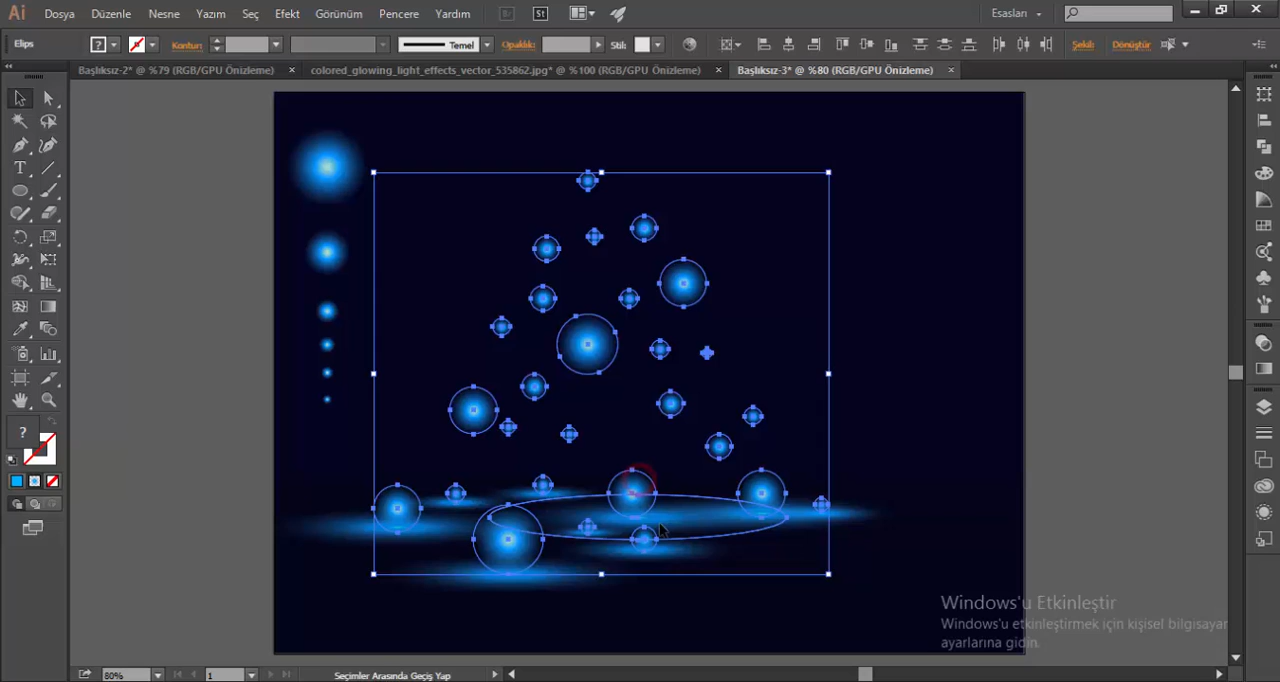 Ai Dosya Düzenle Nesne Yazım Seç Efekt Görünüm Pencere Yardım Br St Esasları
Elips ? Kontur: Temel Opaklık: Stil: Şekil Dönüştür
Başlıksız-2* @ %79 (RGB/GPU Önizleme) × colored_glowing_light_effects_vector_535862.jpg* @ %100 (RGB/GPU Önizleme) × Başlıksız-3* @ %80 (RGB/GPU Önizleme) ×
T
?
Windows'u Etkinleştir
Windows'u etkinleştirmek için kişisel bilgisayar
ayarlarına gidin.
80% 1 Seçimler Arasında Geçiş Yap